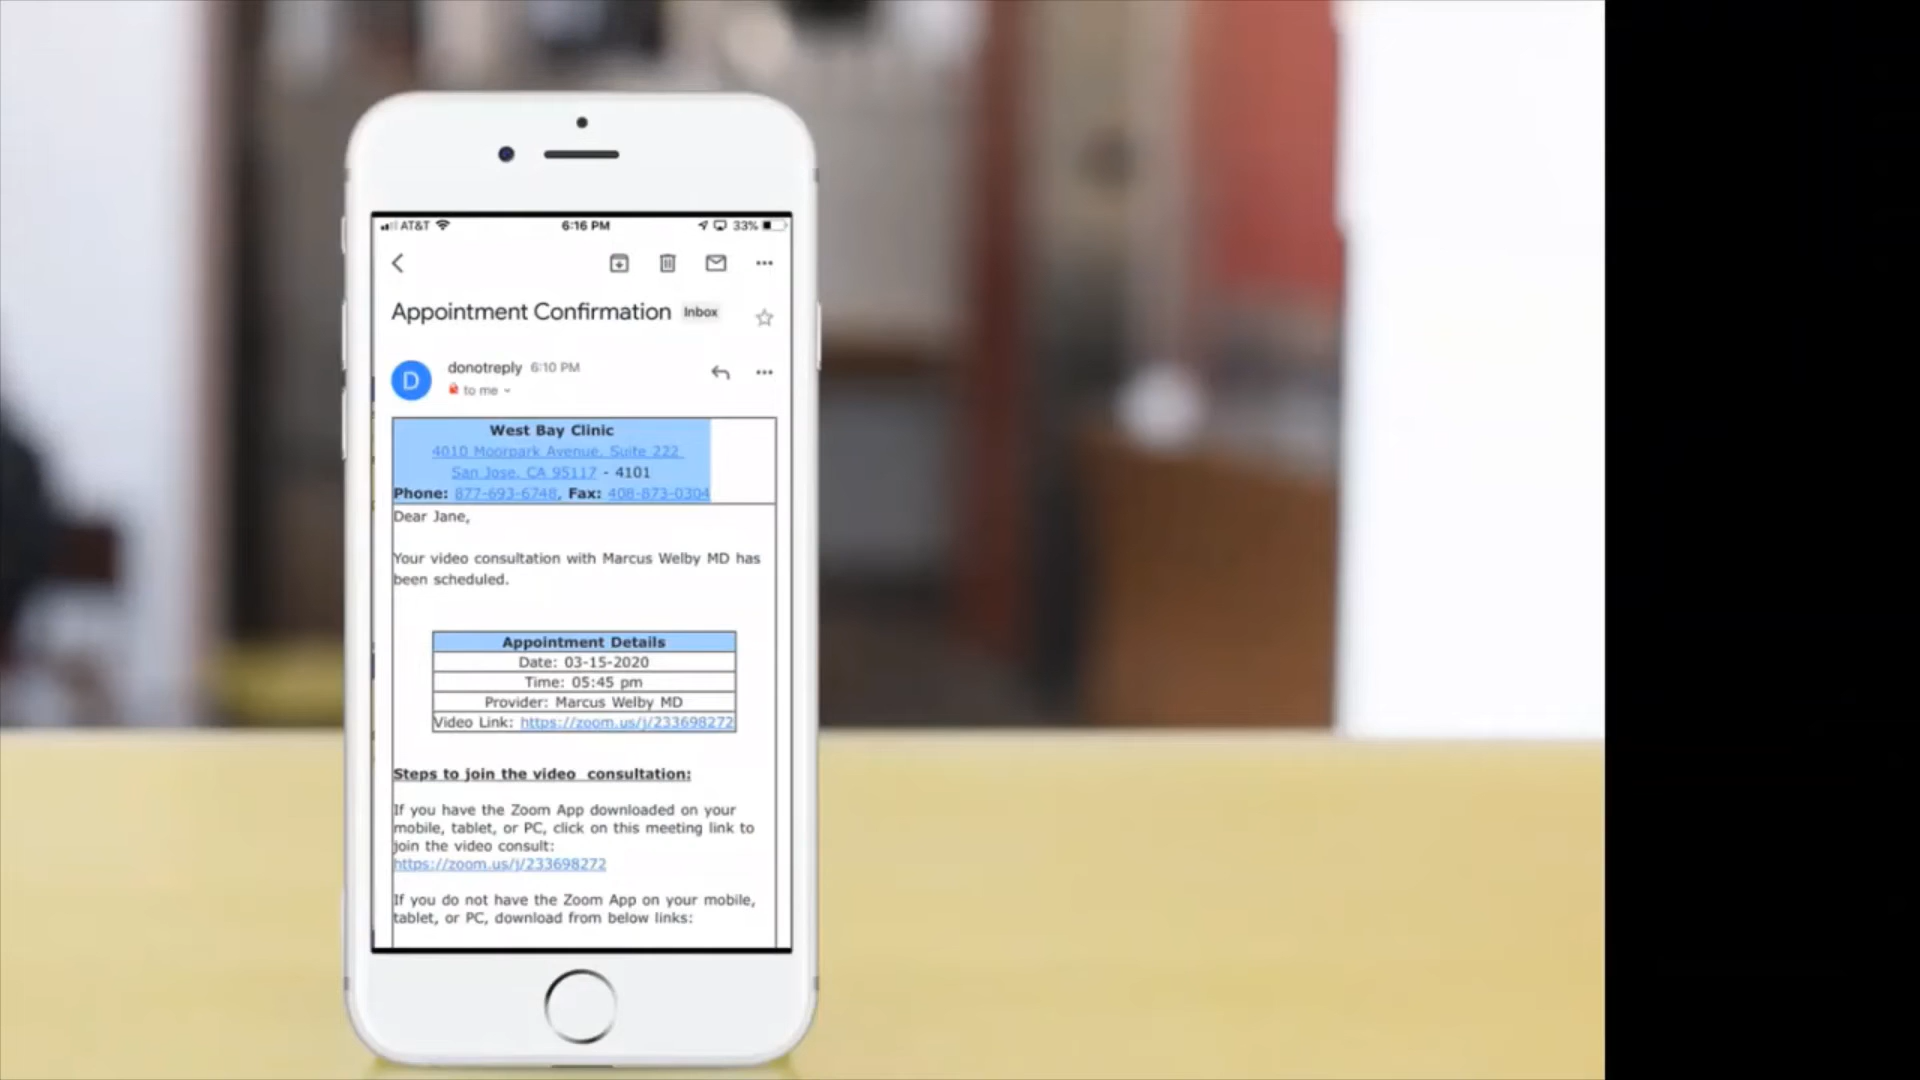 AT&T 6:16 PM 33%
Appointment Confirmation Inbox
D donotreply 6:10 PM
to me
West Bay Clinic
4010 Moorpark Avenue, Suite 222
San Jose, CA 95117 - 4101
Phone: 877-693-6748, Fax: 408-873-0304
Dear Jane,
Your video consultation with Marcus Welby MD has
been scheduled.
Appointment Details
Date: 03-15-2020
Time: 05:45 pm
Provider: Marcus Welby MD
Video Link: https://zoom.us/j/233698272
Steps to join the video consultation:
If you have the Zoom App downloaded on your
mobile, tablet, or PC, click on this meeting link to
join the video consult:
https://zoom.us/j/233698272
If you do not have the Zoom App on your mobile,
tablet, or PC, download from below links: